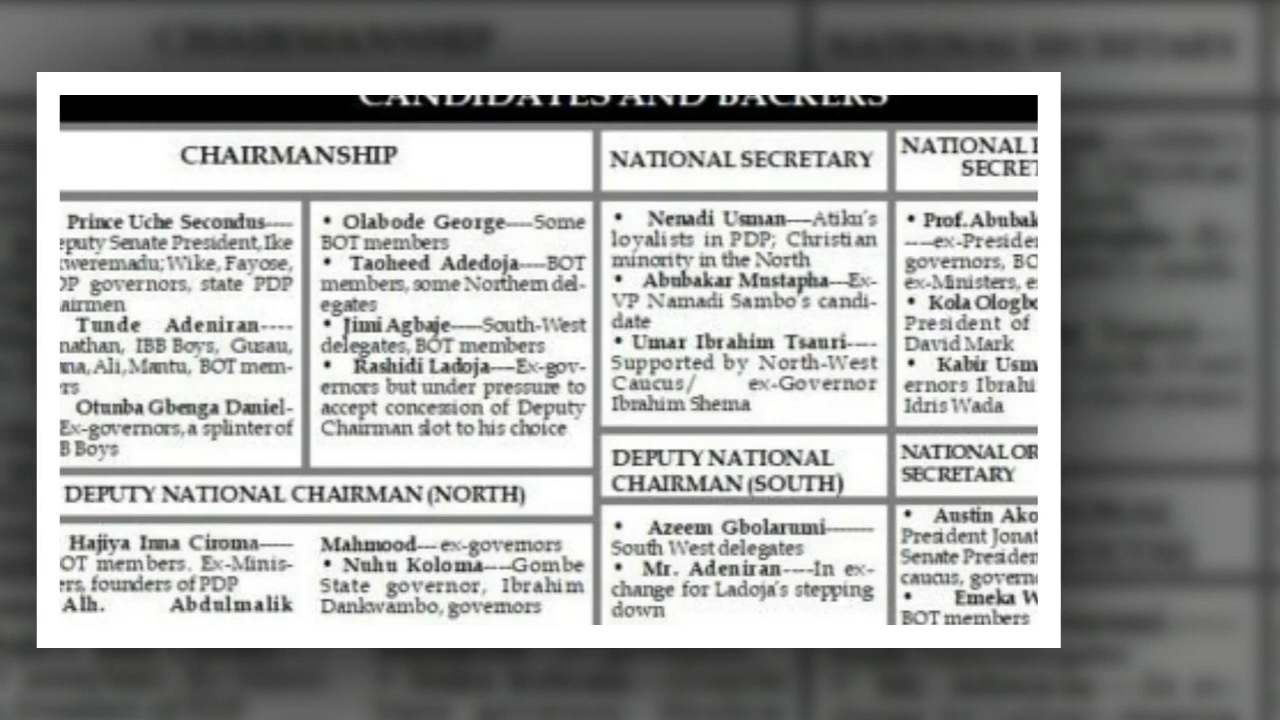 CANDIDATES AND BACKERS
CHAIRMANSHIP
Prince Uche Secondus----
eputy Senate President, Ike
kweremadu; Wike, Fayose,
DP governors, state PDP
airmen
Tunde Adeniran----
nathan, IBB Boys, Gusau,
na, Ali, Mantu, BOT mem-
ers
Otunba Gbenga Daniel-
Ex-governors, a splinter of
B Boys
• Olabode George----Some
BOT members
• Taoheed Adedoja----BOT
members, some Northern del-
egates
• Jimi Agbaje----South-West
delegates, BOT members
• Rashidi Ladoja---Ex-gov-
ernors but under pressure to
accept concession of Deputy
Chairman slot to his choice
DEPUTY NATIONAL CHAIRMAN (NORTH)
Hajiya Inna Ciroma----
OT members. Ex-Minis-
ers, founders of PDP
Alh. Abdulmalik
Mahmood--- ex-governors
• Nuhu Koloma----Gombe
State governor, Ibrahim
Dankwambo, governors
NATIONAL SECRETARY
• Nenadi Usman----Atiku's
loyalists in PDP; Christian
minority in the North
• Abubakar Mustapha---Ex-
VP Namadi Sambo's candi-
date
• Umar Ibrahim Tsauri----
Supported by North-West
Caucus/ ex-Governor
Ibrahim Shema
DEPUTY NATIONAL
CHAIRMAN (SOUTH)
• Azeem Gbolarumi-------
South West delegates
• Mr. Adeniran----In ex-
change for Ladoja's stepping
down
NATIONAL
SECRET
• Prof. Abubak
----ex-Presiden
governors, BO
ex-Ministers, e
• Kola Ologbo
President of
David Mark
• Kabir Usm
ernors Ibrahi
Idris Wada
NATIONAL OR
SECRETARY
• Austin Ako
President Jonat
Senate Presiden
caucus, govern
• Emeka W
BOT members